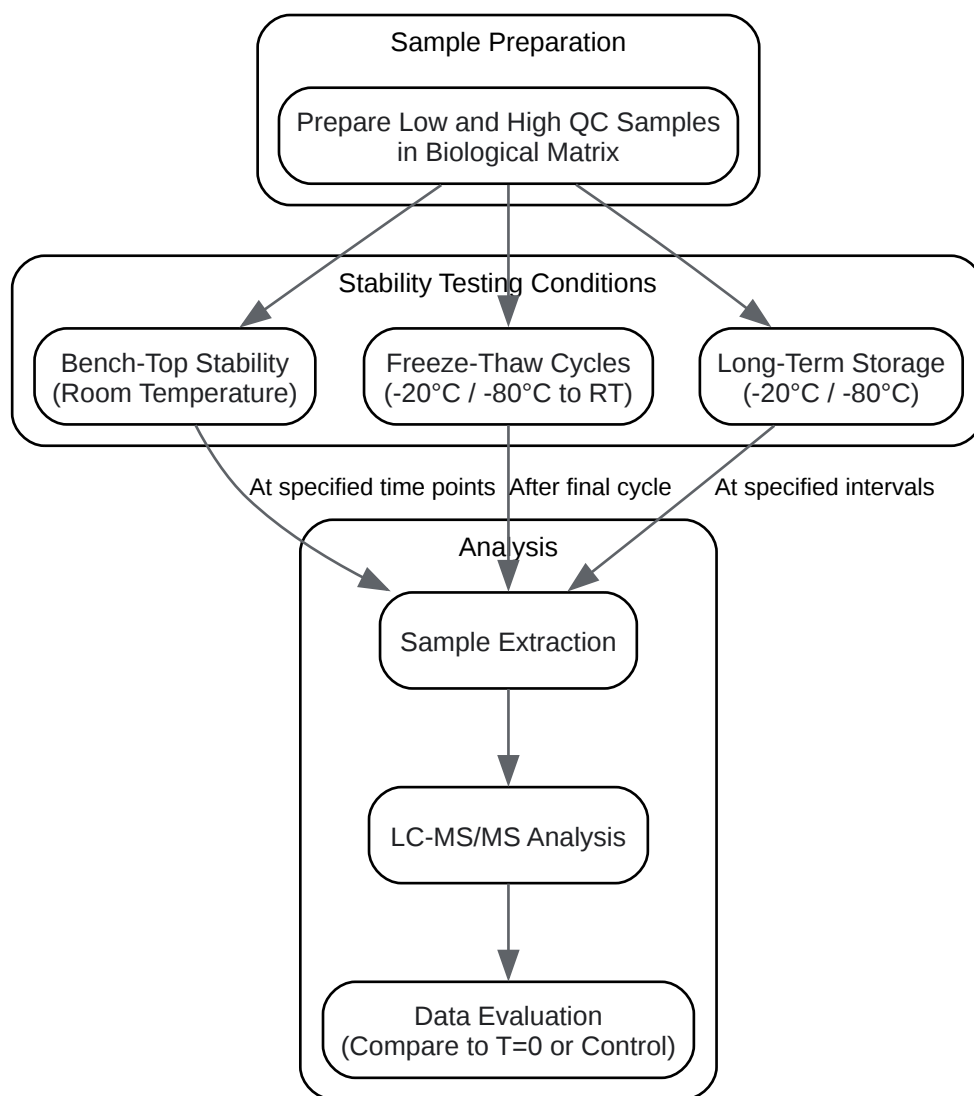 Sample Preparation
Prepare Low and High QC Samples
in Biological Matrix
Stability Testing Conditions
Bench-Top Stability
(Room Temperature)
Freeze-Thaw Cycles
(-20°C / -80°C to RT)
Long-Term Storage
(-20°C / -80°C)
At specified time points
After final cycle
At specified intervals
Analysis
Sample Extraction
LC-MS/MS Analysis
Data Evaluation
(Compare to T=0 or Control)